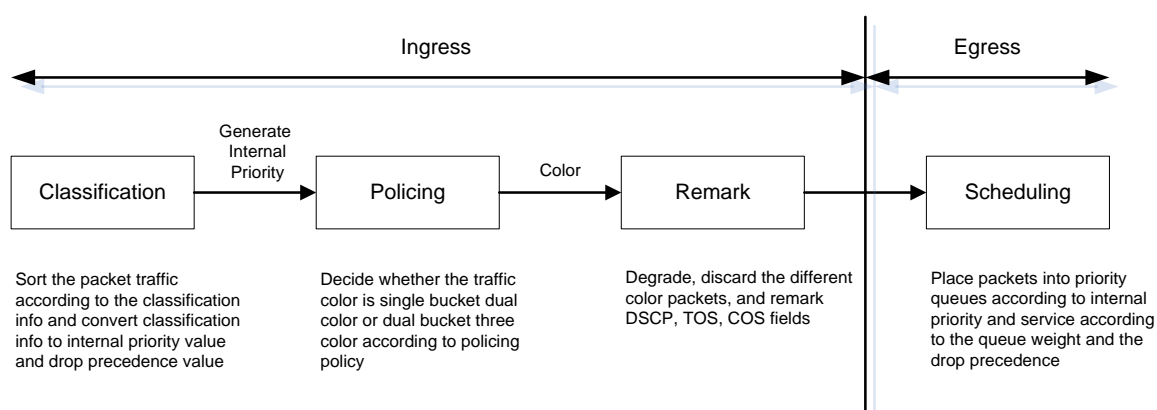 Ingress
Egress
Generate
Internal
Priority
Color
Classification
Policing
Remark
Scheduling
Sort the packet traffic
according to the classification
info and convert classification
info to internal priority value
and drop precedence value
Decide whether the traffic
color is single bucket dual
color or dual bucket three
color according to policing
policy
Degrade, discard the different
color packets, and remark
DSCP, TOS, COS fields
Place packets into priority
queues according to internal
priority and service according
to the queue weight and the
drop precedence